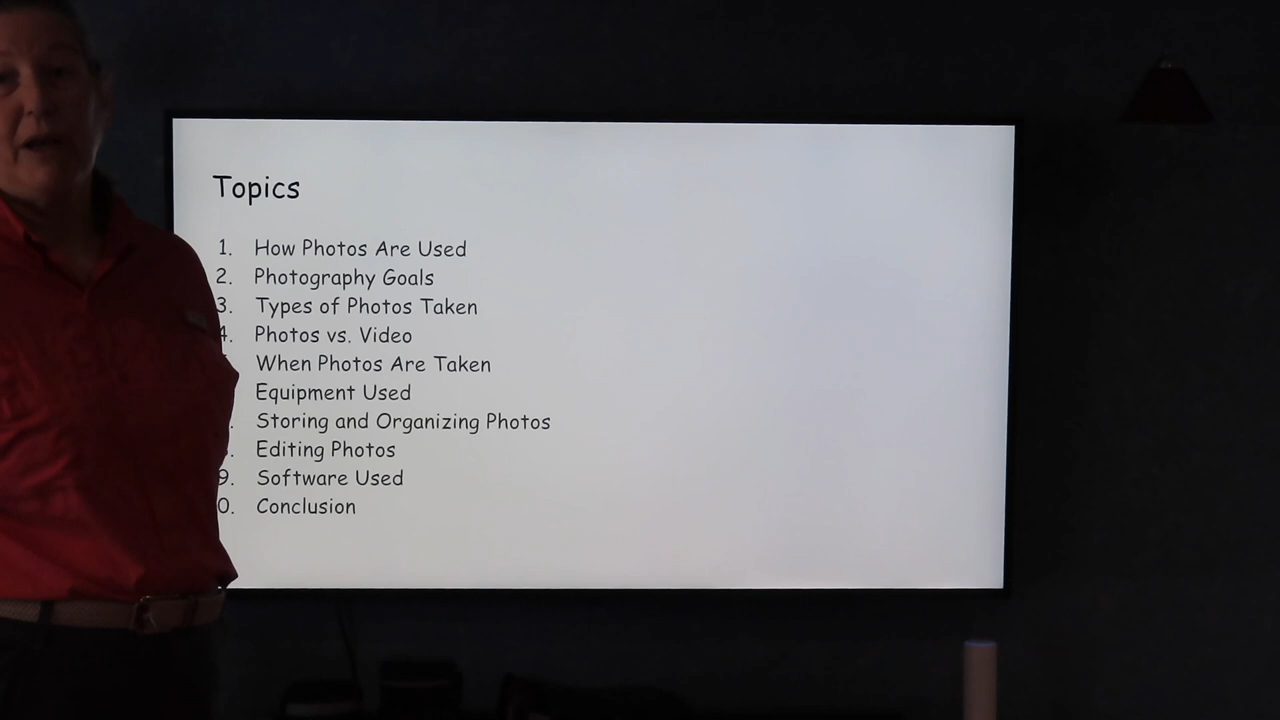 Topics
1. How Photos Are Used
2. Photography Goals
3. Types of Photos Taken
4. Photos vs. Video
When Photos Are Taken
Equipment Used
. Storing and Organizing Photos
. Editing Photos
9. Software Used
0. Conclusion